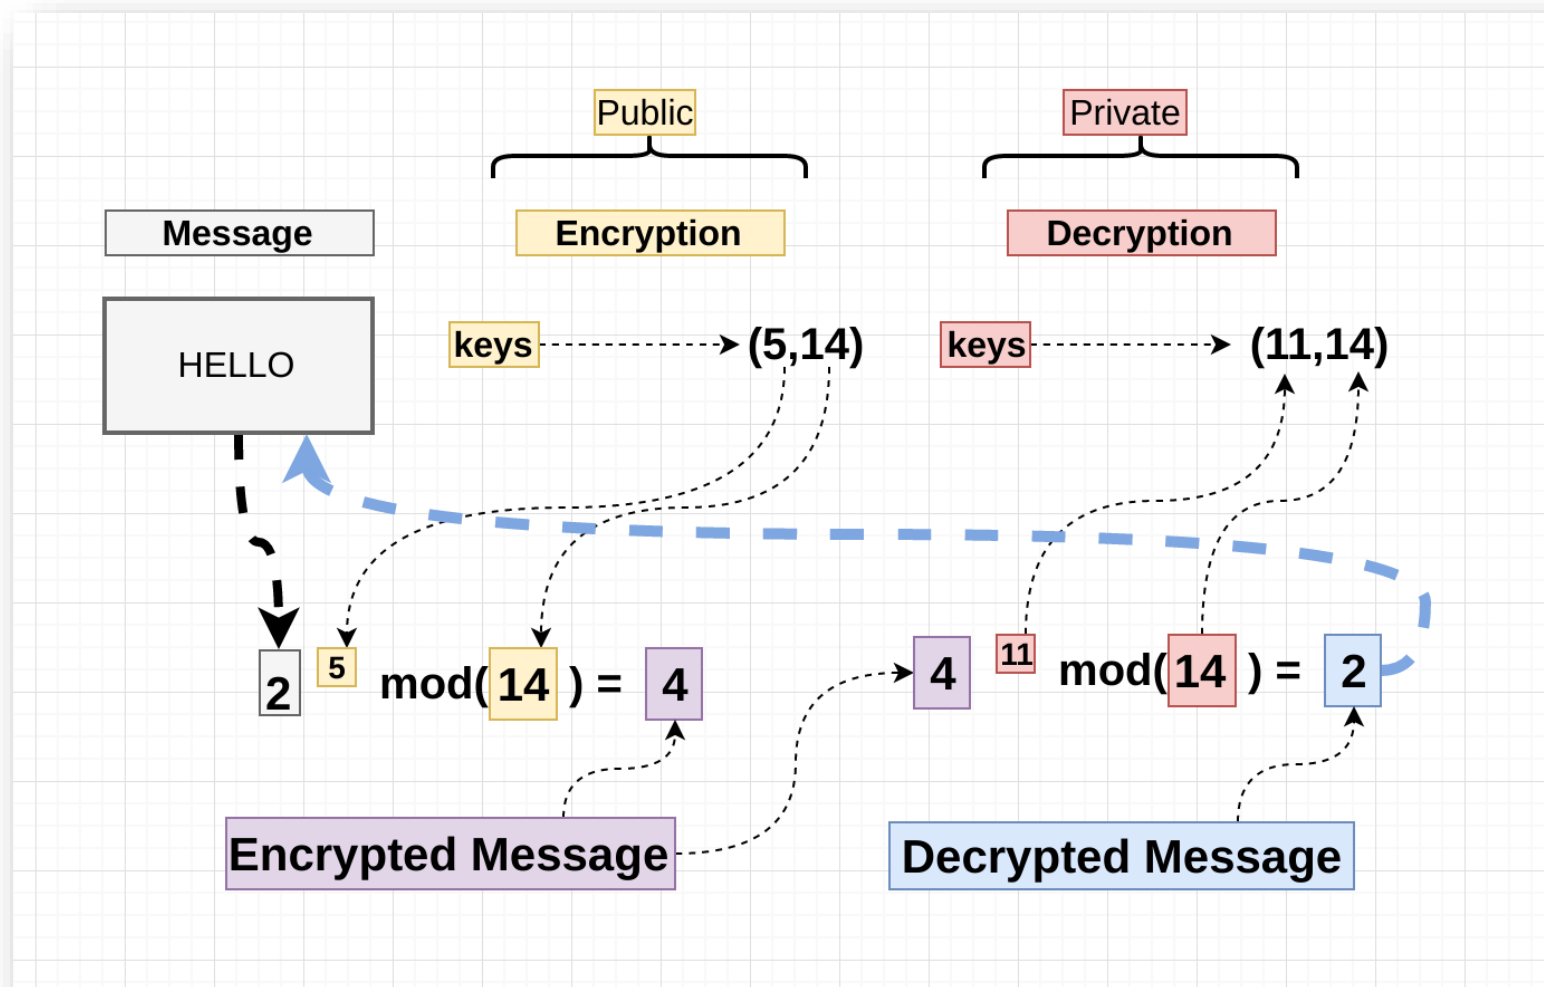 Public
Private
Message
Encryption
Decryption
HELLO
keys
(5,14)
keys
(11,14)
2 5 mod( 14 ) = 4
4 11 mod( 14 ) = 2
Encrypted Message
Decrypted Message